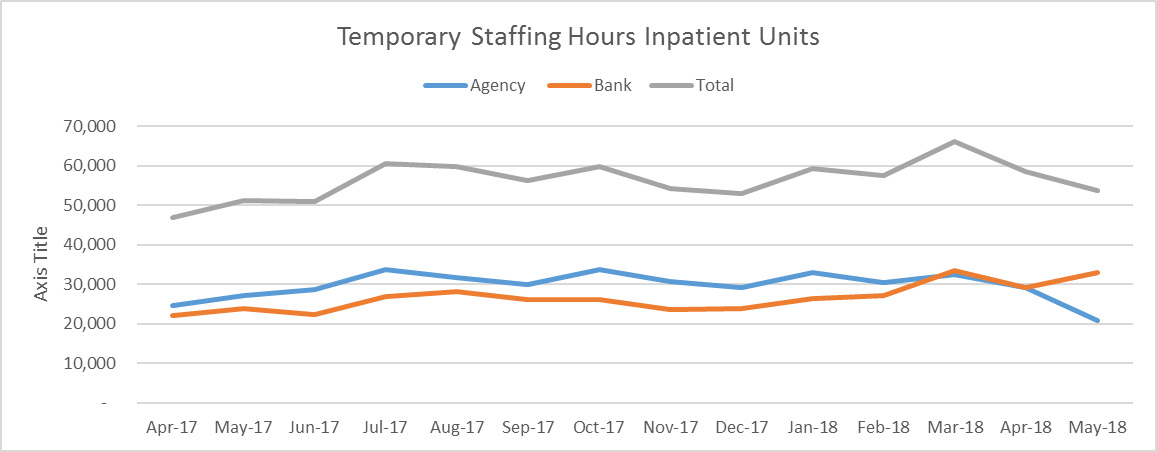 Temporary Staffing Hours Inpatient Units
Agency Bank Total
70,000
60,000
50,000
40,000
30,000
20,000
10,000
-
Axis Title
Apr-17 May-17 Jun-17 Jul-17 Aug-17 Sep-17 Oct-17 Nov-17 Dec-17 Jan-18 Feb-18 Mar-18 Apr-18 May-18